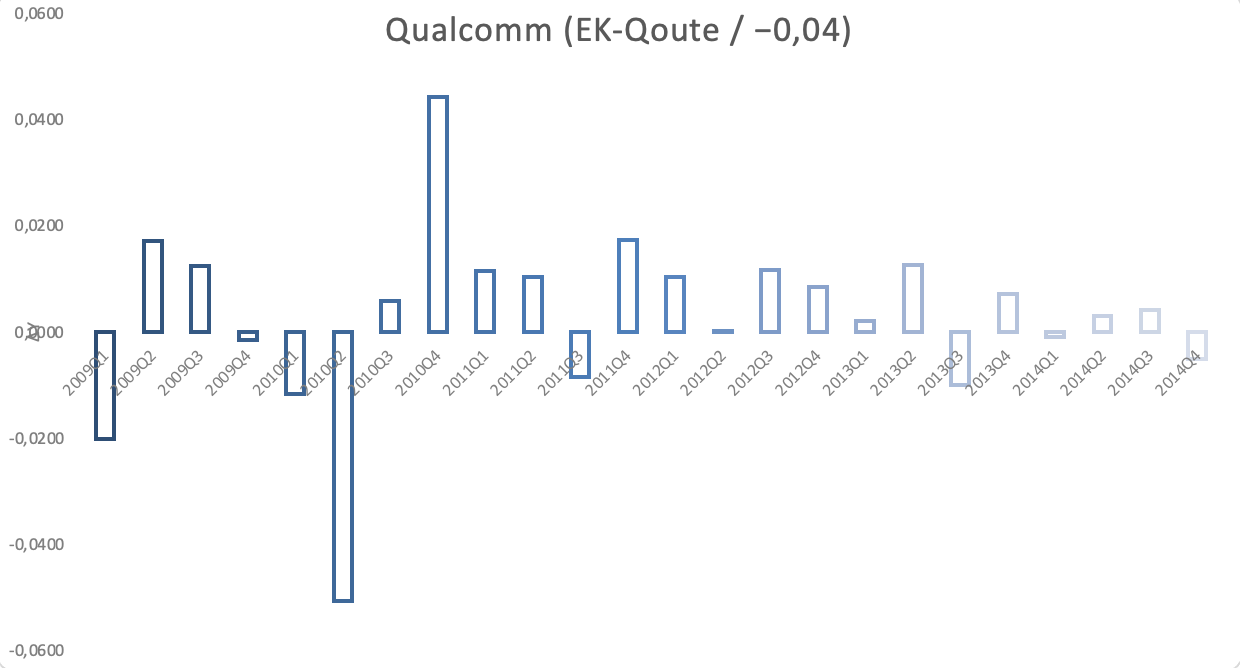 Qualcomm (EK-Qoute / −0,04)
0,0600
0,0400
0,0200
0,0000
-0,0200
-0,0400
-0,0600
2009Q1
2009Q2
2009Q3
2009Q4
2010Q1
2010Q2
2010Q3
2010Q4
2011Q1
2011Q2
2011Q3
2011Q4
2012Q1
2012Q2
2012Q3
2012Q4
2013Q1
2013Q2
2013Q3
2013Q4
2014Q1
2014Q2
2014Q3
2014Q4